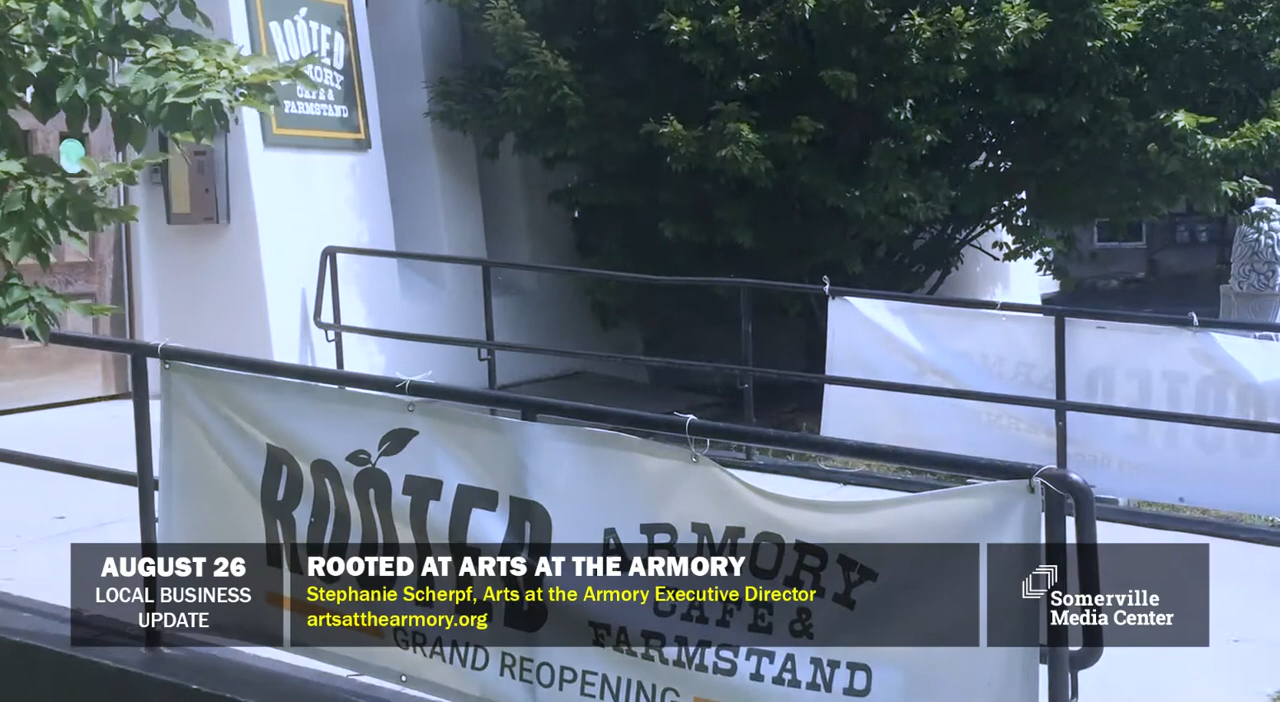 ROOTED
ARMORY
CAFE &
FARMSTAND
ROOTED
ARMORY
CAFE &
FARMSTAND
GRAND REOPENING
AUGUST 26
LOCAL BUSINESS
UPDATE
ROOTED AT ARTS AT THE ARMORY
Stephanie Scherpf, Arts at the Armory Executive Director
artsatthearmory.org
Somerville
Media Center